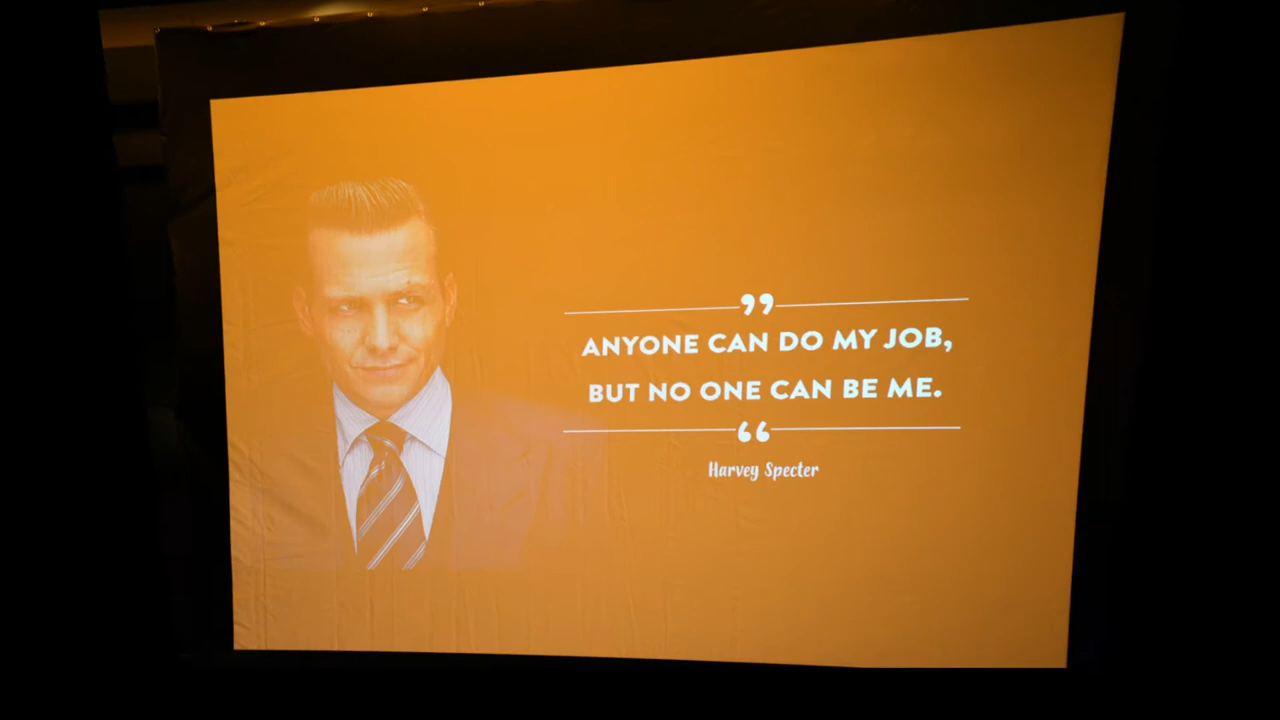 ”
ANYONE CAN DO MY JOB,
BUT NO ONE CAN BE ME.
“
Harvey Specter